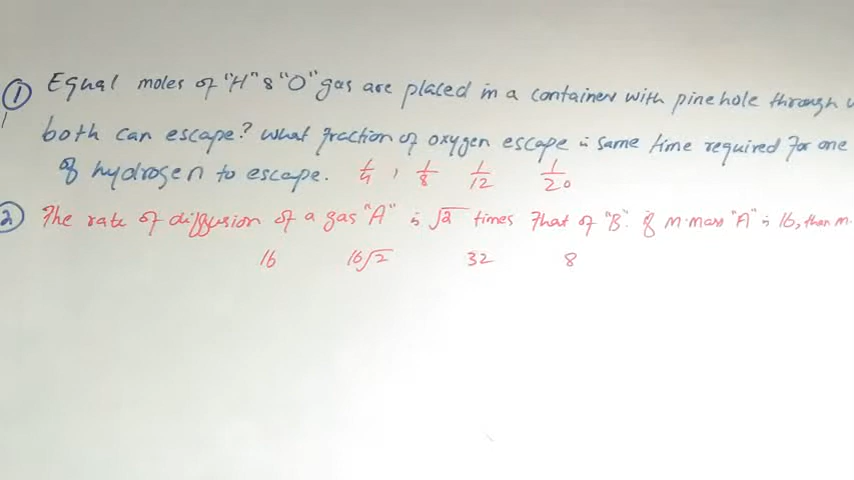 ① Equal moles of "H" & "O" gas are placed in a container with pinehole through
both can escape? What fraction of oxygen escape is same time required for one
of hydrogen to escape. 1/4 , 1/8 1/12 1/20
② The rate of diffusion of a gas "A" is √2 times that of "B". if m.mass "A" is 16, than m.
16 16√2 32 8